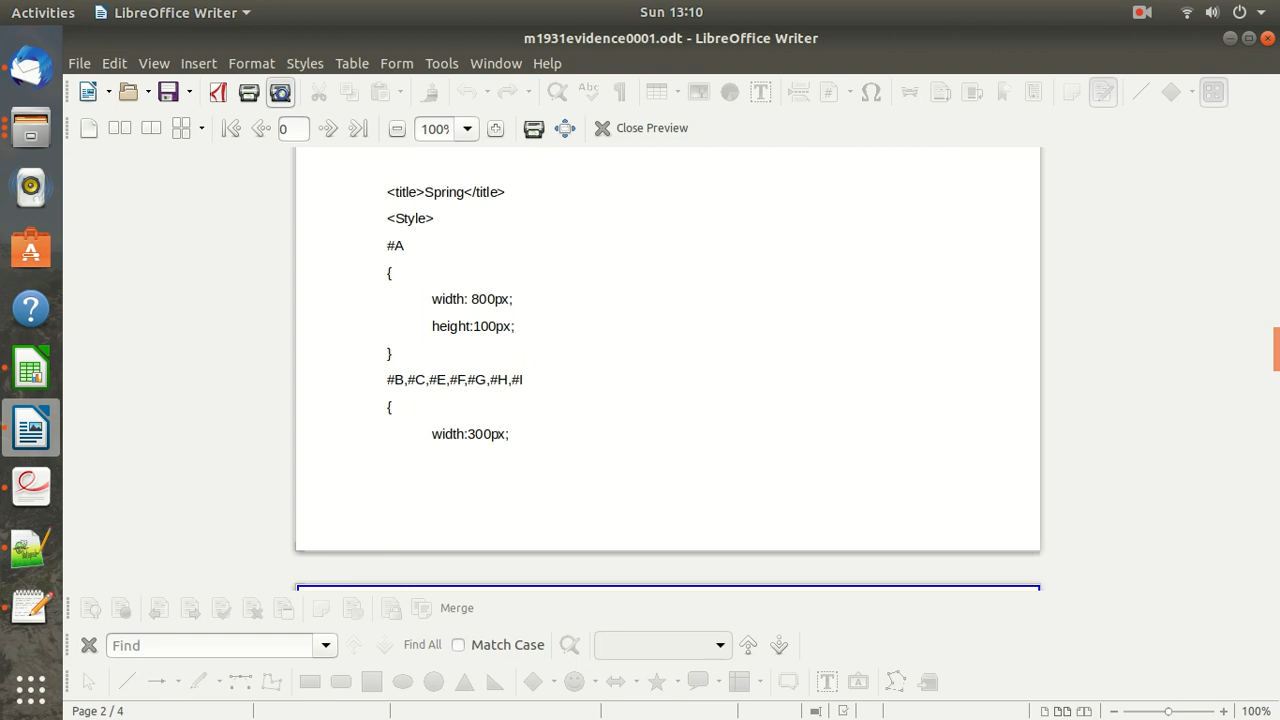 Activities LibreOffice Writer Sun 13:10
m1931evidence0001.odt - LibreOffice Writer
File Edit View Insert Format Styles Table Form Tools Window Help
0 100% Close Preview
<title>Spring</title>
<Style>
#A
{
width: 800px;
height:100px;
}
#B,#C,#E,#F,#G,#H,#I
{
width:300px;
Merge
Find Find All Match Case
Page 2 / 4 100%